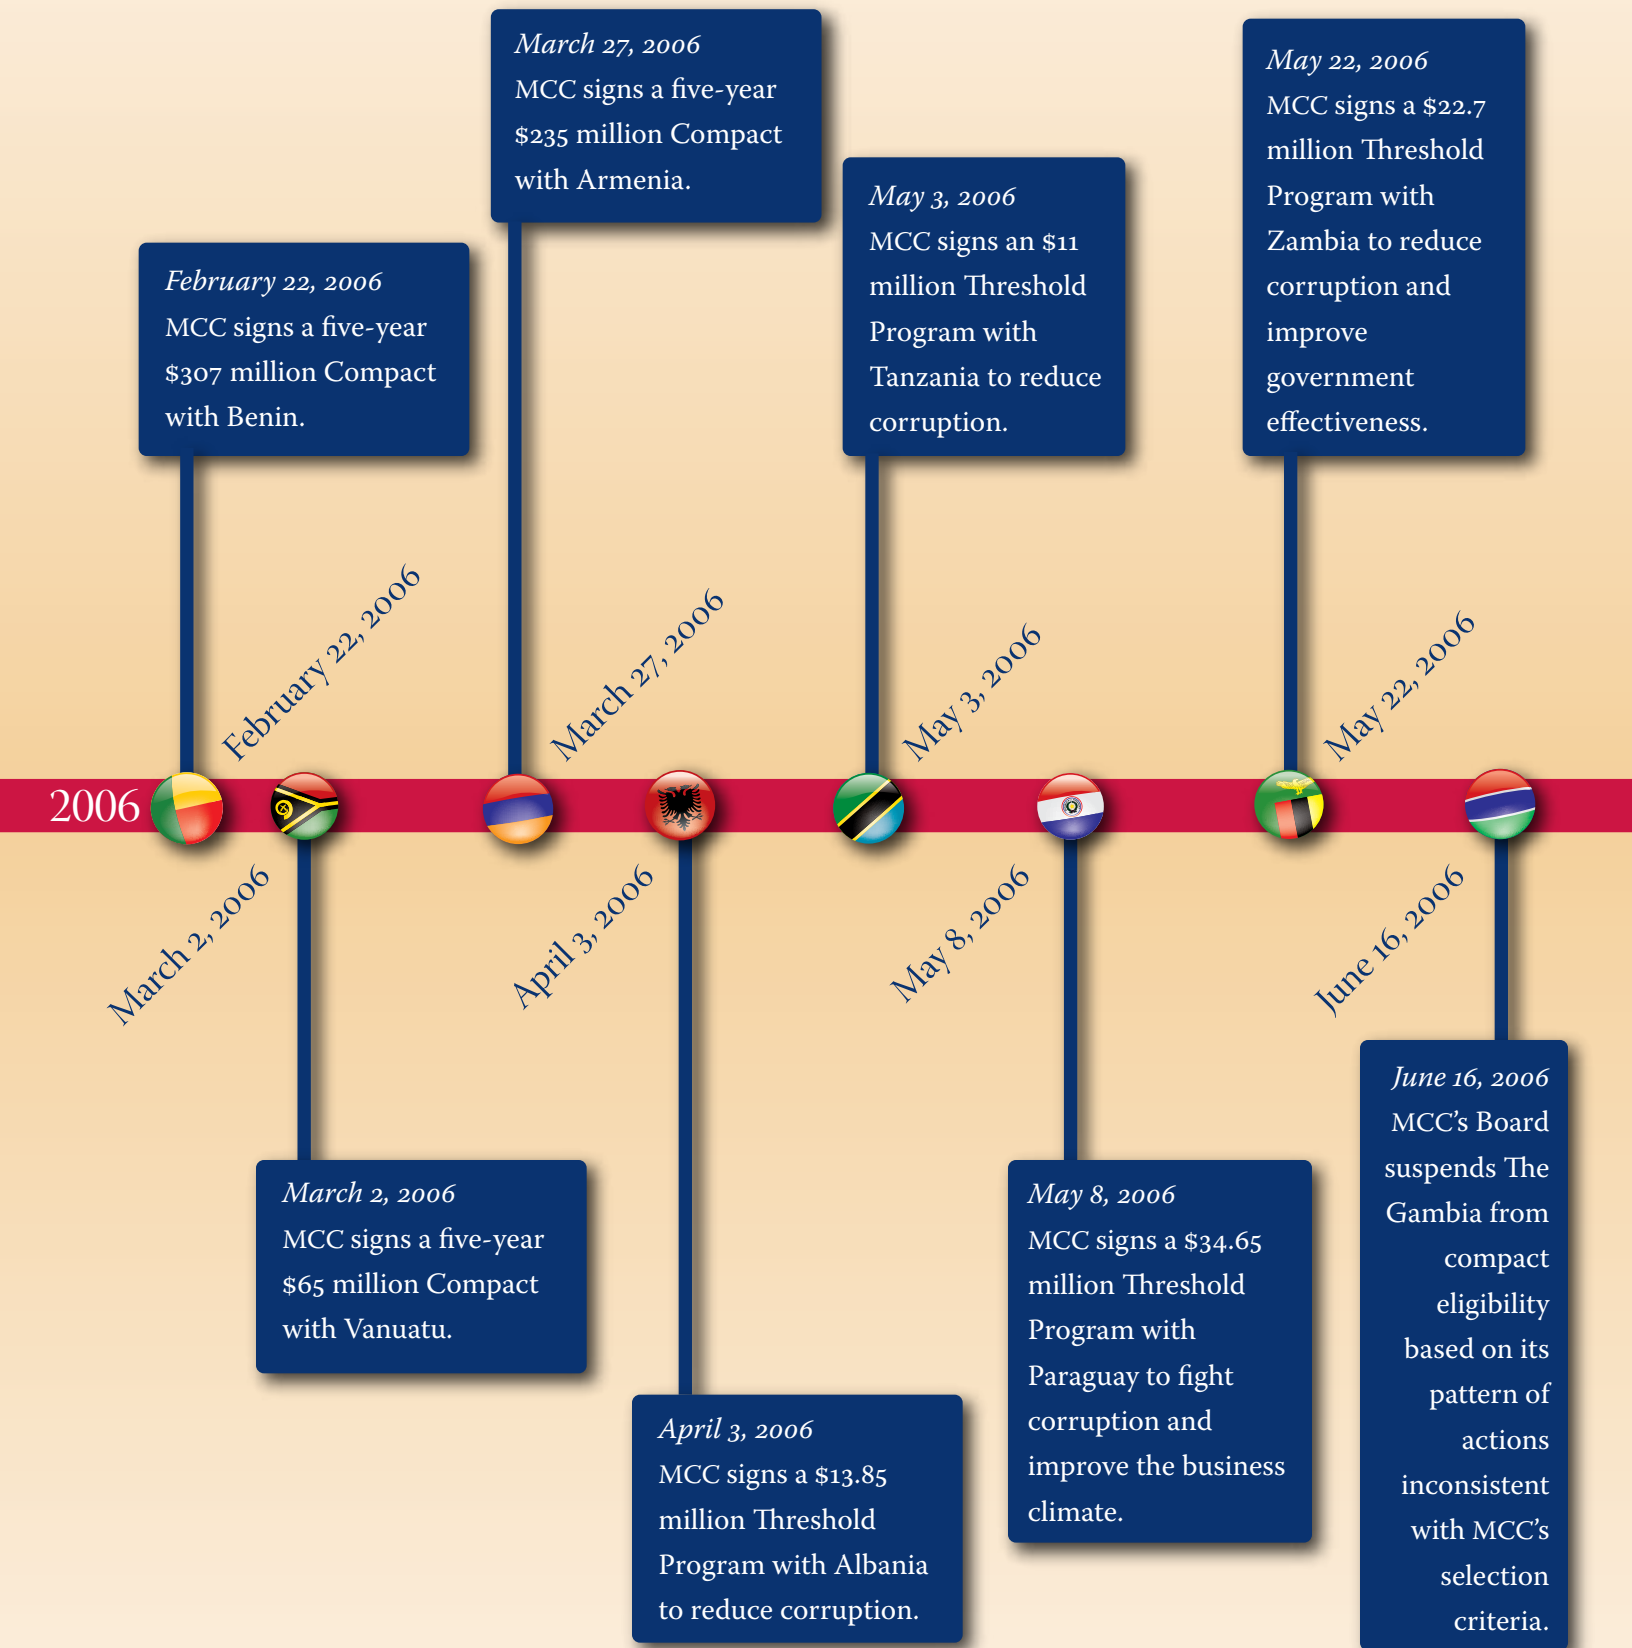 March 27, 2006
MCC signs a five-year
$235 million Compact
with Armenia.
May 22, 2006
MCC signs a $22.7
million Threshold
Program with
Zambia to reduce
corruption and
improve
government
effectiveness.
May 3, 2006
MCC signs an $11
million Threshold
Program with
Tanzania to reduce
corruption.
February 22, 2006
MCC signs a five-year
$307 million Compact
with Benin.
February 22, 2006
March 27, 2006
May 3, 2006
May 22, 2006
2006
March 2, 2006
April 3, 2006
May 8, 2006
June 16, 2006
March 2, 2006
MCC signs a five-year
$65 million Compact
with Vanuatu.
April 3, 2006
MCC signs a $13.85
million Threshold
Program with Albania
to reduce corruption.
May 8, 2006
MCC signs a $34.65
million Threshold
Program with
Paraguay to fight
corruption and
improve the business
climate.
June 16, 2006
MCC’s Board
suspends The
Gambia from
compact
eligibility
based on its
pattern of
actions
inconsistent
with MCC’s
selection
criteria.